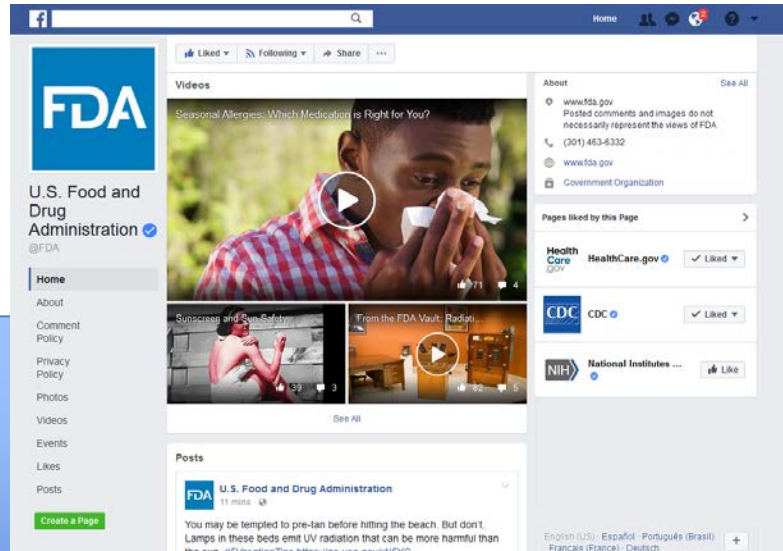 Home
2
Liked
Following
Share
FDA
U.S. Food and
Drug
Administration
@FDA
Home
About
Comment
Policy
Privacy
Policy
Photos
Videos
Events
Likes
Posts
Create a Page
Videos
Seasonal Allergies: Which Medication is Right for You?
71 4
Sunscreen and Sun Safety
39 3
From the FDA Vault: Radiati...
82 5
See All
Posts
FDA
U.S. Food and Drug Administration
11 mins
You may be tempted to pre-tan before hitting the beach. But don't.
Lamps in these beds emit UV radiation that can be more harmful than
About
See All
www.fda.gov
Posted comments and images do not
necessarily represent the views of FDA
(301) 463-6332
www.fda.gov
Government Organization
Pages liked by this Page
Health
Care
.gov
HealthCare.gov
Liked
CDC
CDC
Liked
NIH
National Institutes ...
Like
English (US) · Español · Português (Brasil)
Français (France) · Deutsch